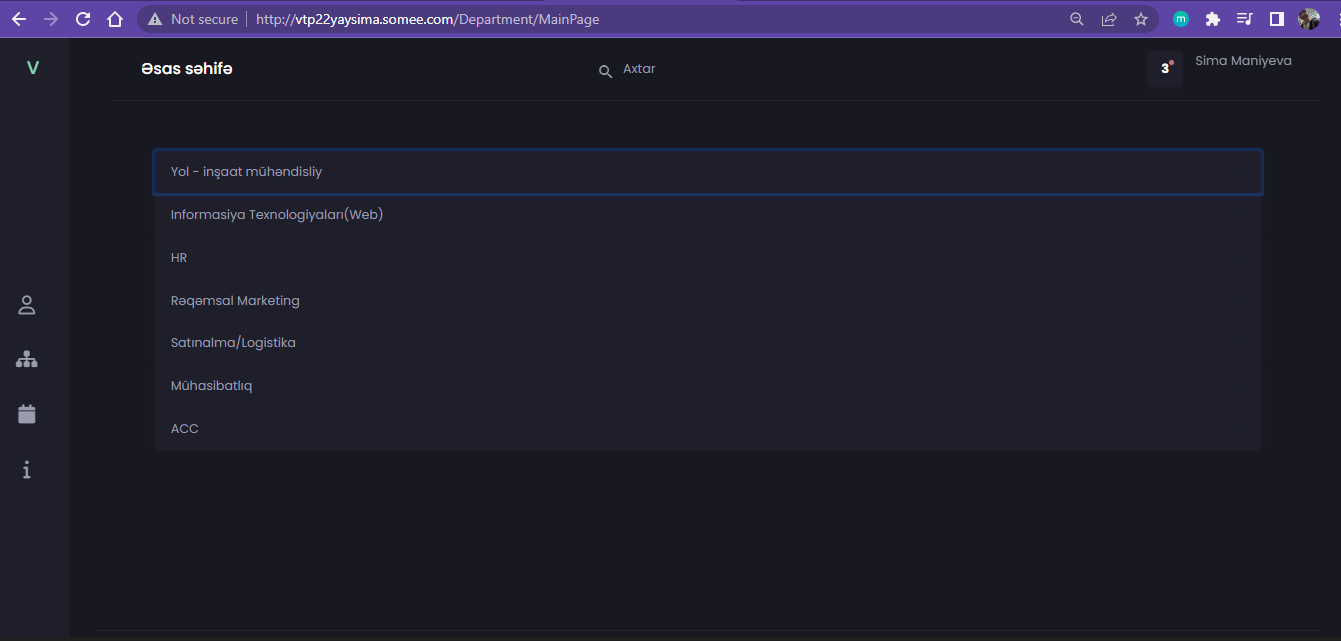 Not secure
http://vtp22yaysima.somee.com/Department/MainPage
m
V
Əsas səhifə
Axtar
3
Sima Maniyeva
Yol - inşaat mühəndisliy
Informasiya Texnologiyaları(Web)
HR
Rəqəmsal Marketing
Satınalma/Logistika
Mühasibatlıq
ACC